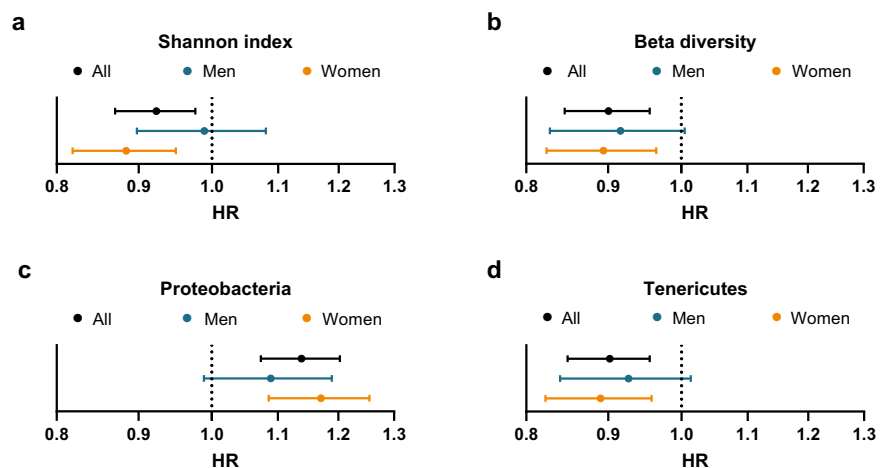 a
Shannon index
All Men Women
0.8 0.9 1.0 1.1 1.2 1.3
HR
b
Beta diversity
All Men Women
0.8 0.9 1.0 1.1 1.2 1.3
HR
c
Proteobacteria
All Men Women
0.8 0.9 1.0 1.1 1.2 1.3
HR
d
Tenericutes
All Men Women
0.8 0.9 1.0 1.1 1.2 1.3
HR